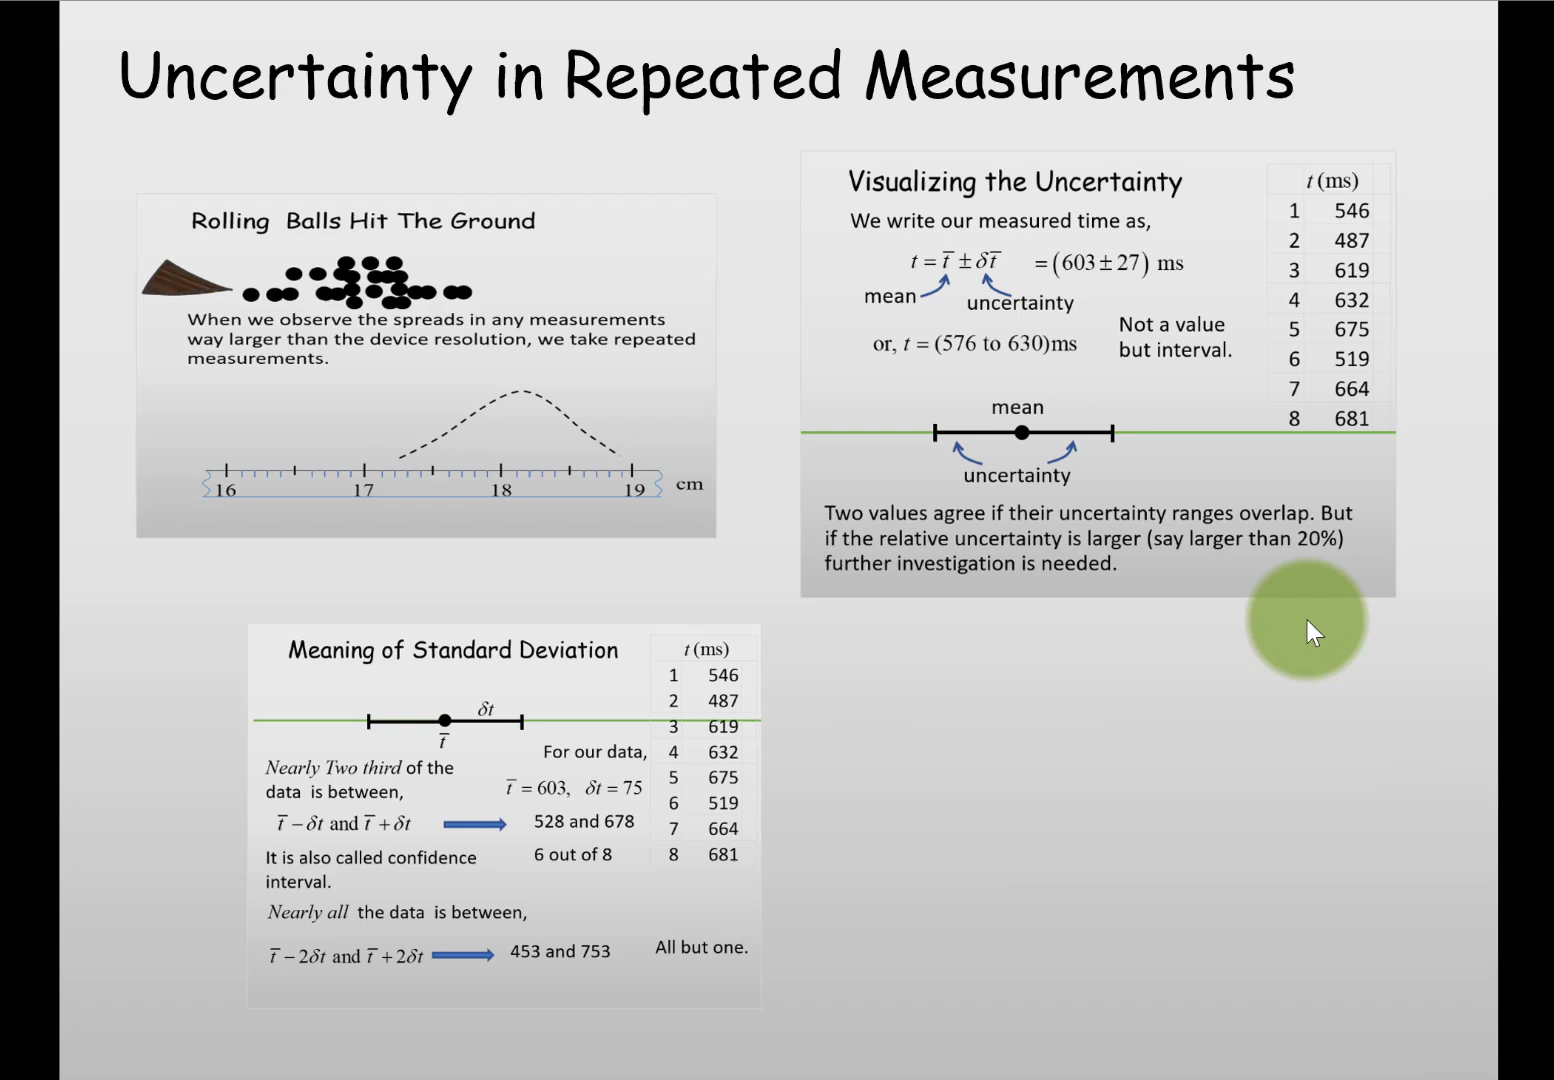 Uncertainty in Repeated Measurements
Rolling Balls Hit The Ground
When we observe the spreads in any measurements
way larger than the device resolution, we take repeated
measurements.
16 17 18 19 cm
Visualizing the Uncertainty
We write our measured time as,
t = t̅ ± δt̅ = (603 ± 27) ms
mean
uncertainty
or, t = (576 to 630)ms
Not a value
but interval.
mean
uncertainty
Two values agree if their uncertainty ranges overlap. But
if the relative uncertainty is larger (say larger than 20%)
further investigation is needed.
t (ms)
1 546
2 487
3 619
4 632
5 675
6 519
7 664
8 681
Meaning of Standard Deviation
δt
t̅
Nearly Two third of the
data is between,
t̅ − δt and t̅ + δt
It is also called confidence
interval.
Nearly all the data is between,
t̅ − 2δt and t̅ + 2δt
For our data,
t̅ = 603, δt = 75
528 and 678
6 out of 8
453 and 753
All but one.
t (ms)
1 546
2 487
3 619
4 632
5 675
6 519
7 664
8 681